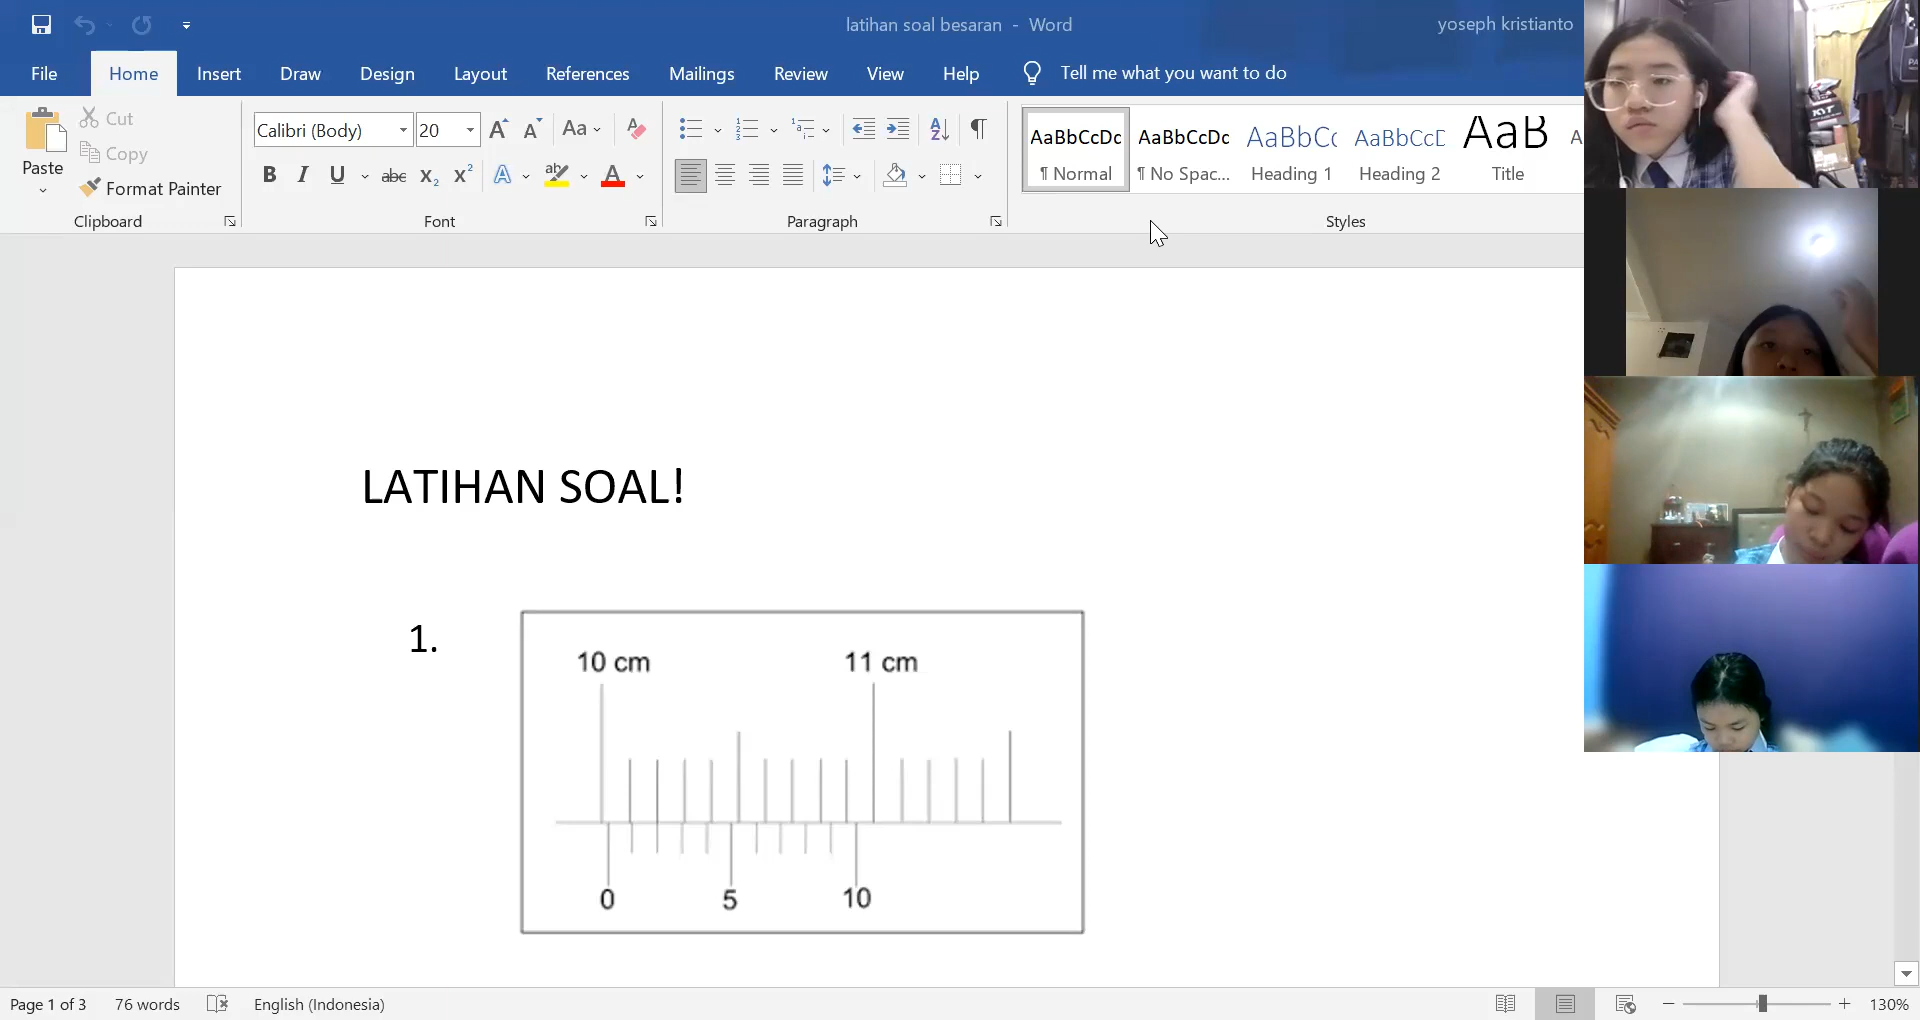 latihan soal besaran - Word
yoseph kristianto
File Home Insert Draw Design Layout References Mailings Review View Help Tell me what you want to do
Paste
Cut
Copy
Format Painter
Clipboard
Calibri (Body) 20
Font
Paragraph
AaBbCcDc
¶ Normal
AaBbCcDc
¶ No Spac...
AaBbCc
Heading 1
AaBbCcD
Heading 2
AaB
Title
Styles
LATIHAN SOAL!
1.
10 cm 11 cm
0 5 10
Page 1 of 3 76 words English (Indonesia) 130%